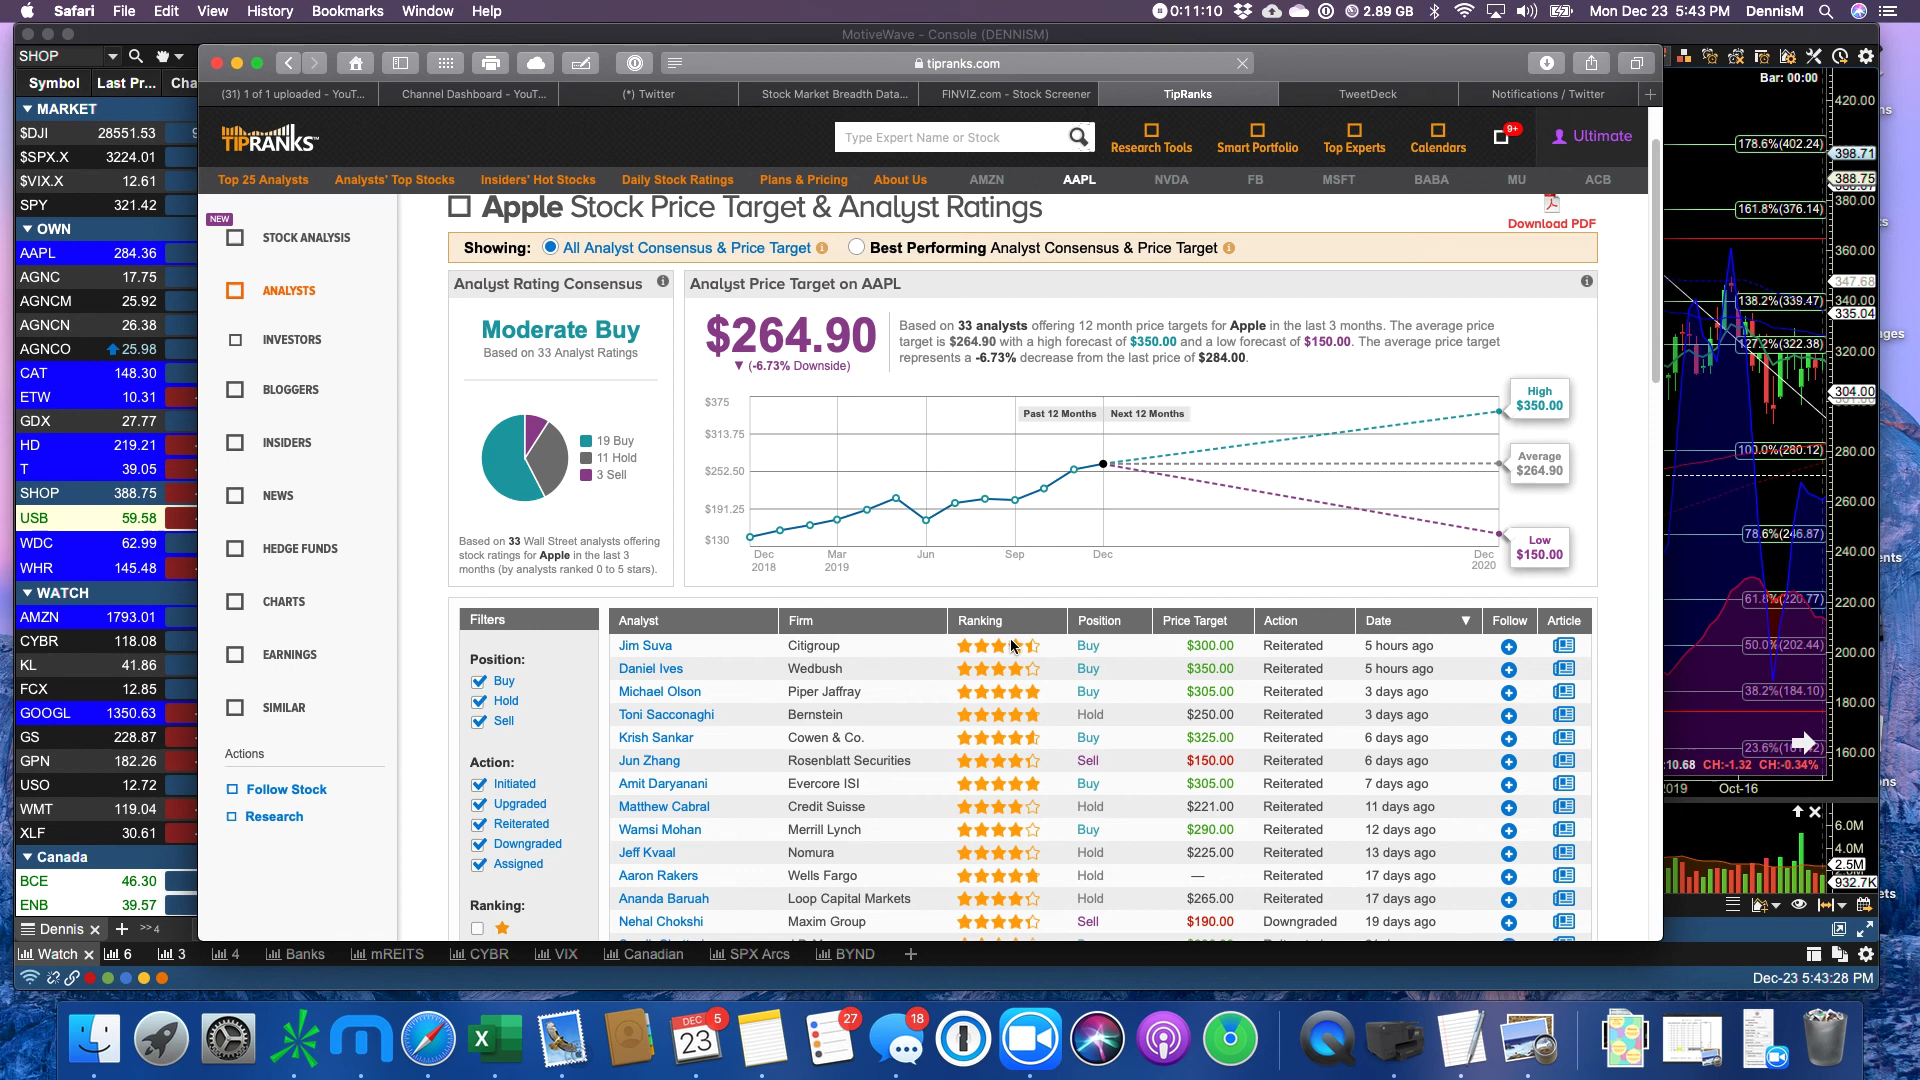 Safari File Edit View History Bookmarks Window Help
0:11:10 2.89 GB Mon Dec 23 5:43 PM DennisM
MotiveWave - Console (DENNISM)
SHOP
Symbol Last Pr... Cha
MARKET
$DJI 28551.53
$SPX.X 3224.01
$VIX.X 12.61
SPY 321.42
OWN
AAPL 284.36
AGNC 17.75
AGNCM 25.92
AGNCN 26.38
AGNCO 25.98
CAT 148.30
ETW 10.31
GDX 27.77
HD 219.21
T 39.05
SHOP 388.75
USB 59.58
WDC 62.99
WHR 145.48
WATCH
AMZN 1793.01
CYBR 118.08
KL 41.86
FCX 12.85
GOOGL 1350.63
GS 228.87
GPN 182.26
USO 12.72
WMT 119.04
XLF 30.61
Canada
BCE 46.30
ENB 39.57
Dennis >> 4
tipranks.com
(31) 1 of 1 uploaded - YouT...
Channel Dashboard - YouT...
(*) Twitter
Stock Market Breadth Data...
FINVIZ.com - Stock Screener
TipRanks
TweetDeck
Notifications / Twitter
TIPRANKS™
Type Expert Name or Stock
Research Tools Smart Portfolio Top Experts Calendars 9+ Ultimate
Top 25 Analysts Analysts' Top Stocks Insiders' Hot Stocks Daily Stock Ratings Plans & Pricing About Us AMZN AAPL NVDA FB MSFT BABA MU ACB
NEW
STOCK ANALYSIS
ANALYSTS
INVESTORS
BLOGGERS
INSIDERS
NEWS
HEDGE FUNDS
CHARTS
EARNINGS
SIMILAR
Actions
Follow Stock
Research
Apple Stock Price Target & Analyst Ratings
Download PDF
Showing: All Analyst Consensus & Price Target Best Performing Analyst Consensus & Price Target
Analyst Rating Consensus
Moderate Buy
Based on 33 Analyst Ratings
19 Buy
11 Hold
3 Sell
Based on 33 Wall Street analysts offering
stock ratings for Apple in the last 3
months (by analysts ranked 0 to 5 stars).
Analyst Price Target on AAPL
$264.90
(-6.73% Downside)
Based on 33 analysts offering 12 month price targets for Apple in the last 3 months. The average price
target is $264.90 with a high forecast of $350.00 and a low forecast of $150.00. The average price target
represents a -6.73% decrease from the last price of $284.00.
$375
$313.75
$252.50
$191.25
$130
Past 12 Months Next 12 Months
High
$350.00
Average
$264.90
Low
$150.00
Dec
2018
Mar
2019
Jun
Sep
Dec
Dec
2020
Filters
Position:
Buy
Hold
Sell
Action:
Initiated
Upgraded
Reiterated
Downgraded
Assigned
Ranking:
Analyst Firm Ranking Position Price Target Action Date Follow Article
Jim Suva Citigroup Buy $300.00 Reiterated 5 hours ago
Daniel Ives Wedbush Buy $350.00 Reiterated 5 hours ago
Michael Olson Piper Jaffray Buy $305.00 Reiterated 3 days ago
Toni Sacconaghi Bernstein Hold $250.00 Reiterated 3 days ago
Krish Sankar Cowen & Co. Buy $325.00 Reiterated 6 days ago
Jun Zhang Rosenblatt Securities Sell $150.00 Reiterated 6 days ago
Amit Daryanani Evercore ISI Buy $305.00 Reiterated 7 days ago
Matthew Cabral Credit Suisse Hold $221.00 Reiterated 11 days ago
Wamsi Mohan Merrill Lynch Buy $290.00 Reiterated 12 days ago
Jeff Kvaal Nomura Hold $225.00 Reiterated 13 days ago
Aaron Rakers Wells Fargo Hold — Reiterated 17 days ago
Ananda Baruah Loop Capital Markets Hold $265.00 Reiterated 17 days ago
Nehal Chokshi Maxim Group Sell $190.00 Downgraded 19 days ago
Bar: 00:00
420.00
178.6%(402.24)
398.71
388.75
161.8%(376.14)
380.00
360.00
347.68
138.2%(339.47)
340.00
335.04
127.2%(322.38)
320.00
304.00
100.0%(280.12)
280.00
260.00
78.6%(246.87)
240.00
61.8%(220.77)
220.00
50.0%(202.44)
200.00
38.2%(184.10)
180.00
23.6%
160.00
10.68 CH:-1.32 CH:-0.34%
2019 Oct-16
6.0M
4.0M
2.5M
932.7K
Watch 6 3 4 Banks mREITS CYBR VIX Canadian SPX Arcs BYND
Dec-23 5:43:28 PM
DEC
23
5
27
18